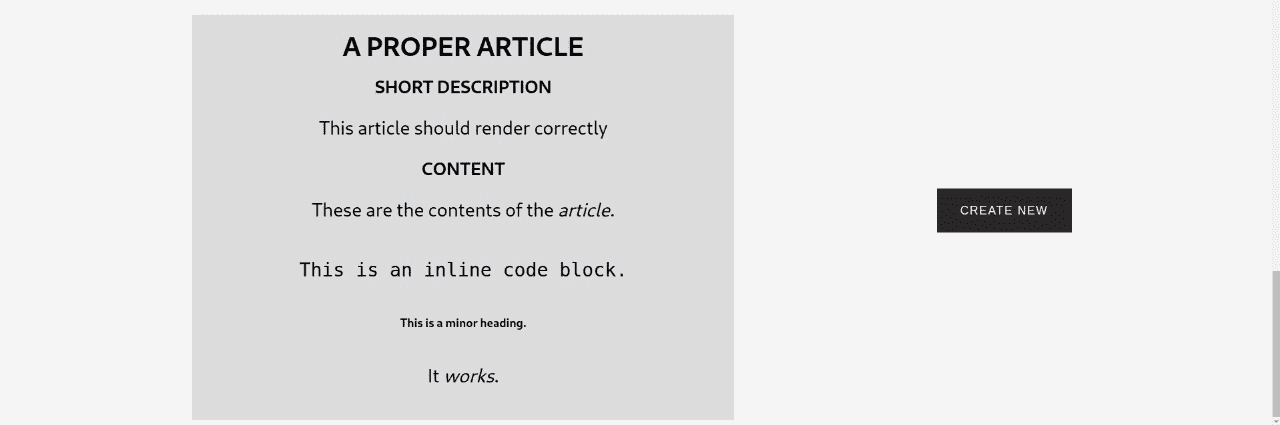 A PROPER ARTICLE
SHORT DESCRIPTION
This article should render correctly
CONTENT
These are the contents of the article.
This is an inline code block.
This is a minor heading.
It works.
CREATE NEW